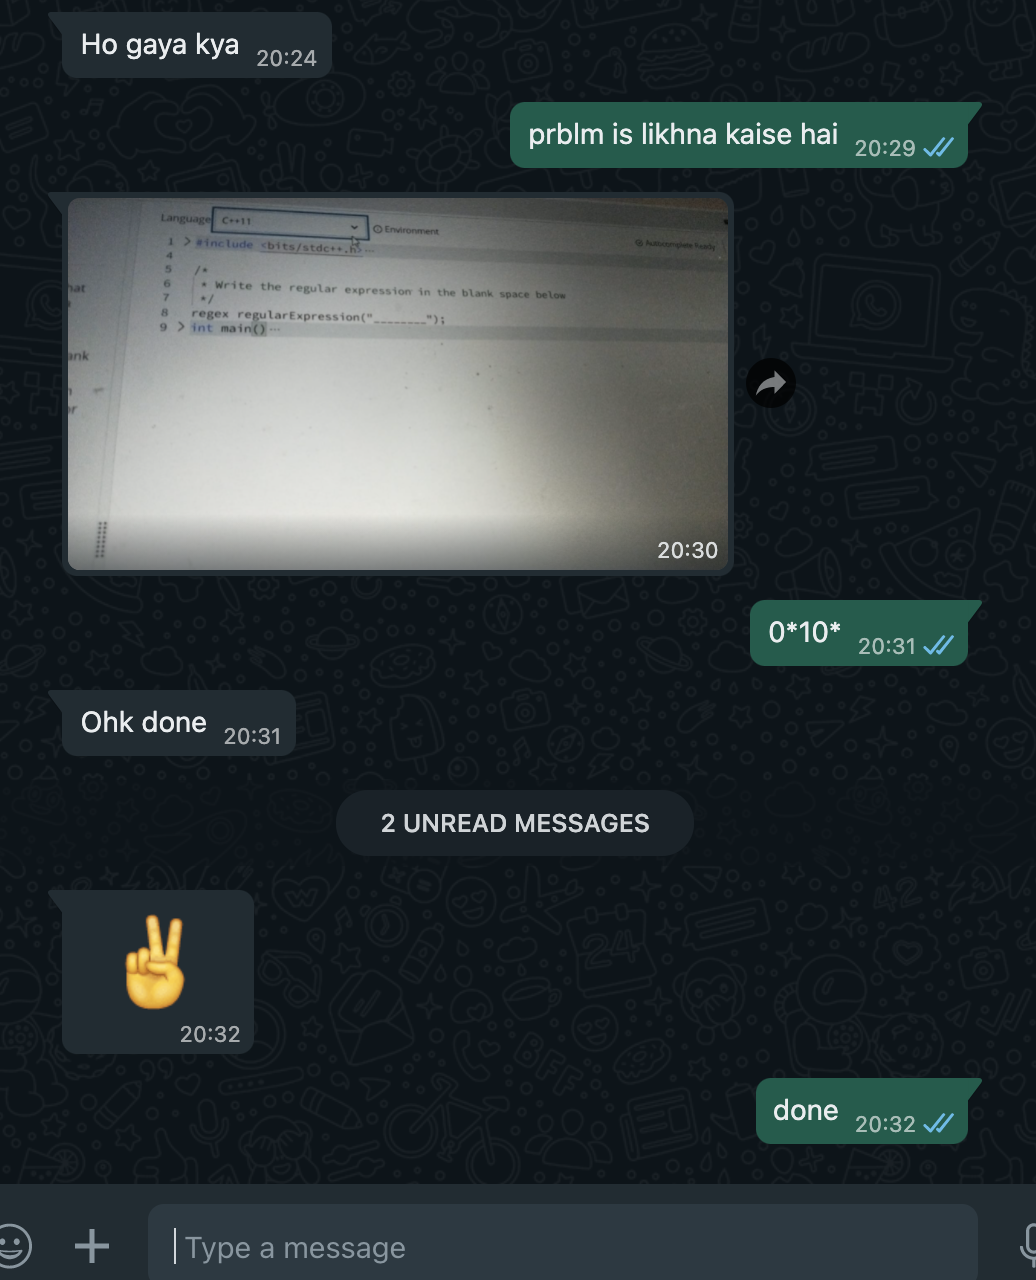 Ho gaya kya 20:24
prblm is likhna kaise hai 20:29
Language C++11 Environment
Autocomplete Ready
1 > #include <bits/stdc++.h>...
4
5 /*
6 * Write the regular expression in the blank space below
7 */
8 regex regularExpression("________");
9 > int main()...
hat
ank
20:30
0*10* 20:31
Ohk done 20:31
2 UNREAD MESSAGES
20:32
done 20:32
Type a message